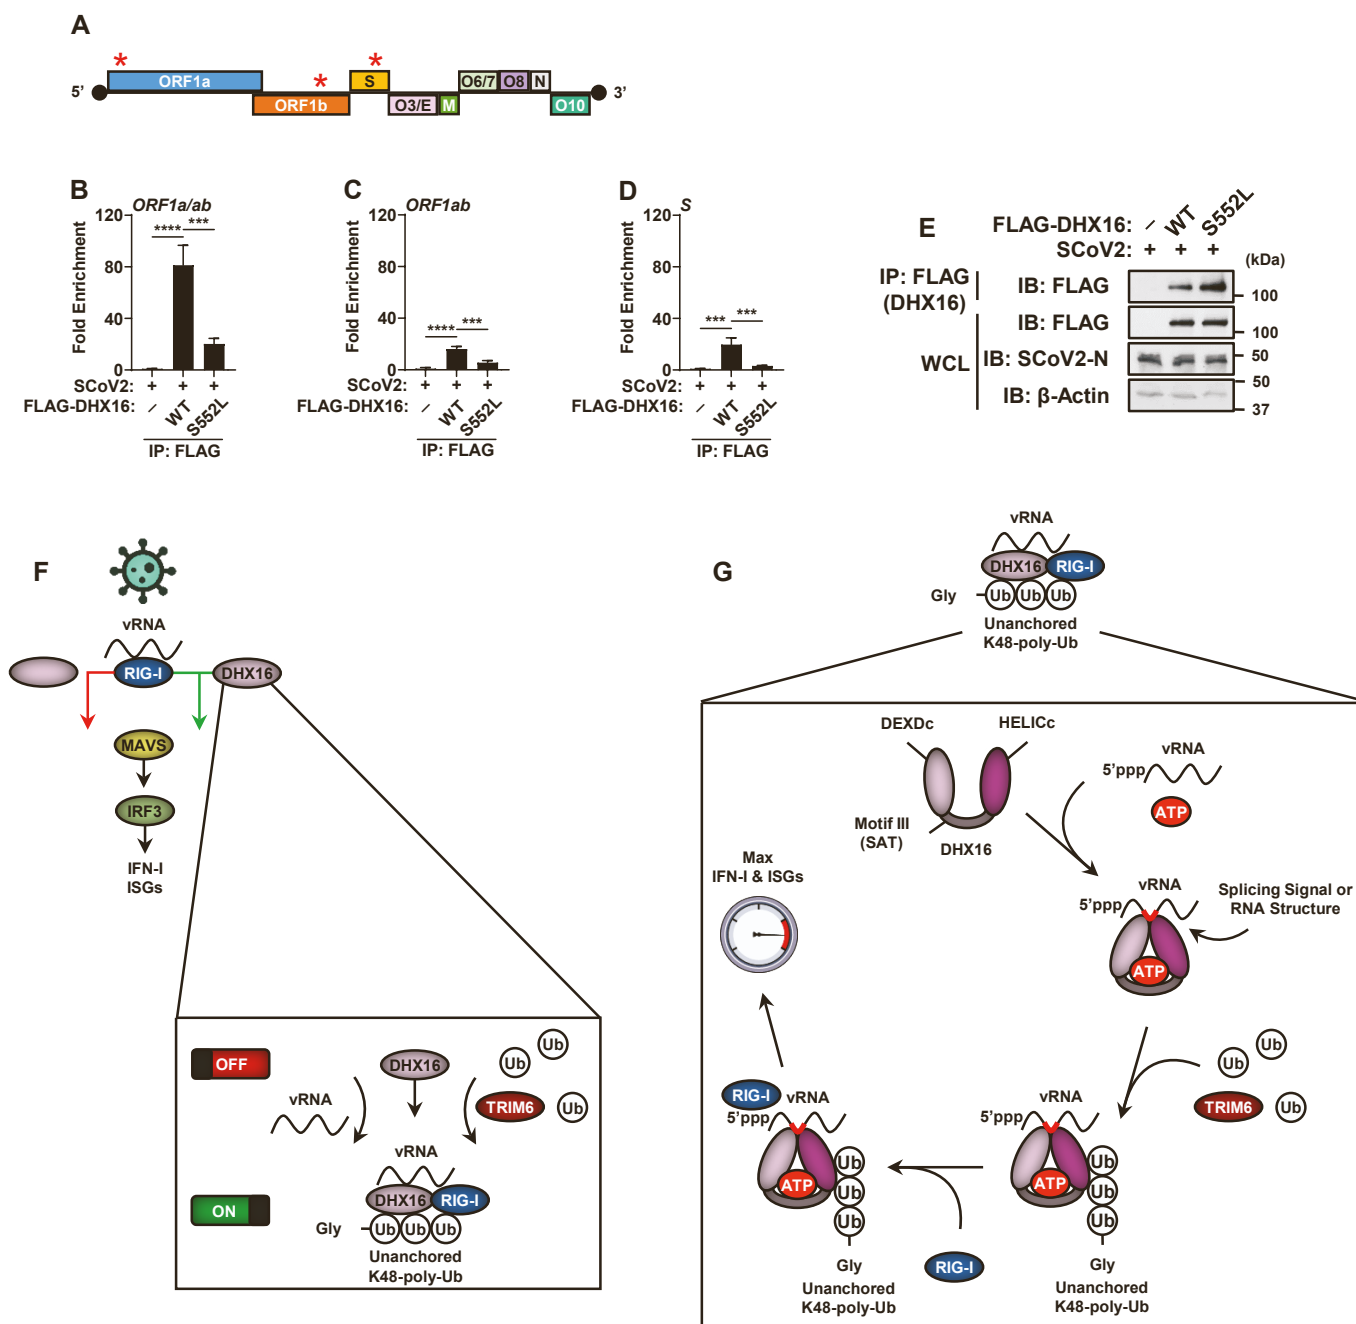 A
5' ORF1a ORF1b S O3/E M O6/7 O8 N O10 3'
* * *
B
ORF1a/ab
Fold Enrichment
120
80
40
0
**** ***
SCoV2: + + +
FLAG-DHX16: – WT S552L
IP: FLAG
C
ORF1ab
Fold Enrichment
120
80
40
0
**** ***
SCoV2: + + +
FLAG-DHX16: – WT S552L
IP: FLAG
D
S
Fold Enrichment
120
80
40
0
*** ***
SCoV2: + + +
FLAG-DHX16: – WT S552L
IP: FLAG
E
FLAG-DHX16: – WT S552L
SCoV2: + + +
(kDa)
IP: FLAG
(DHX16)
IB: FLAG
100
WCL
IB: FLAG
100
IB: SCoV2-N
50
IB: β-Actin
50
37
F
vRNA
RIG-I
DHX16
MAVS
IRF3
IFN-I
ISGs
OFF
vRNA
DHX16
Ub
Ub
TRIM6
Ub
ON
vRNA
DHX16
RIG-I
Gly
Ub Ub Ub
Unanchored
K48-poly-Ub
G
vRNA
DHX16
RIG-I
Gly
Ub Ub Ub
Unanchored
K48-poly-Ub
DEXDc
HELICc
Motif III
(SAT)
DHX16
vRNA
5'ppp
ATP
vRNA
5'ppp
ATP
Splicing Signal or
RNA Structure
Ub
Ub
TRIM6
Ub
vRNA
5'ppp
ATP
Ub
Ub
Ub
Gly
Unanchored
K48-poly-Ub
RIG-I
RIG-I
vRNA
5'ppp
ATP
Ub
Ub
Ub
Gly
Unanchored
K48-poly-Ub
Max
IFN-I & ISGs